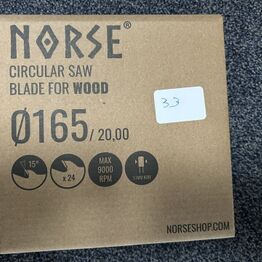 NORSE®
CIRCULAR SAW
BLADE FOR WOOD
33
Ø165/20,00
15°
x 24
MAX
9000
RPM
NORSESHOP.COM